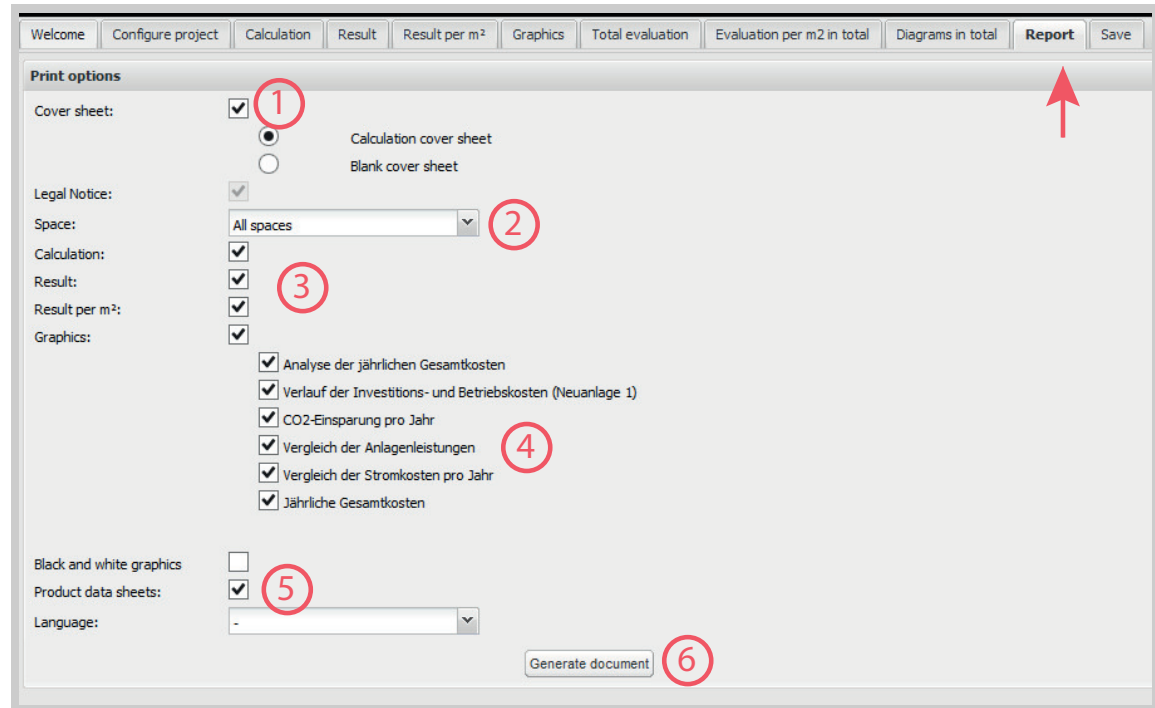 Welcome Configure project Calculation Result Result per m² Graphics Total evaluation Evaluation per m2 in total Diagrams in total Report Save
Print options
Cover sheet: 1
Calculation cover sheet
Blank cover sheet
Legal Notice:
Space: All spaces 2
Calculation:
Result: 3
Result per m²:
Graphics:
Analyse der jährlichen Gesamtkosten
Verlauf der Investitions- und Betriebskosten (Neuanlage 1)
CO2-Einsparung pro Jahr
Vergleich der Anlagenleistungen 4
Vergleich der Stromkosten pro Jahr
Jährliche Gesamtkosten
Black and white graphics
Product data sheets: 5
Language: -
Generate document 6